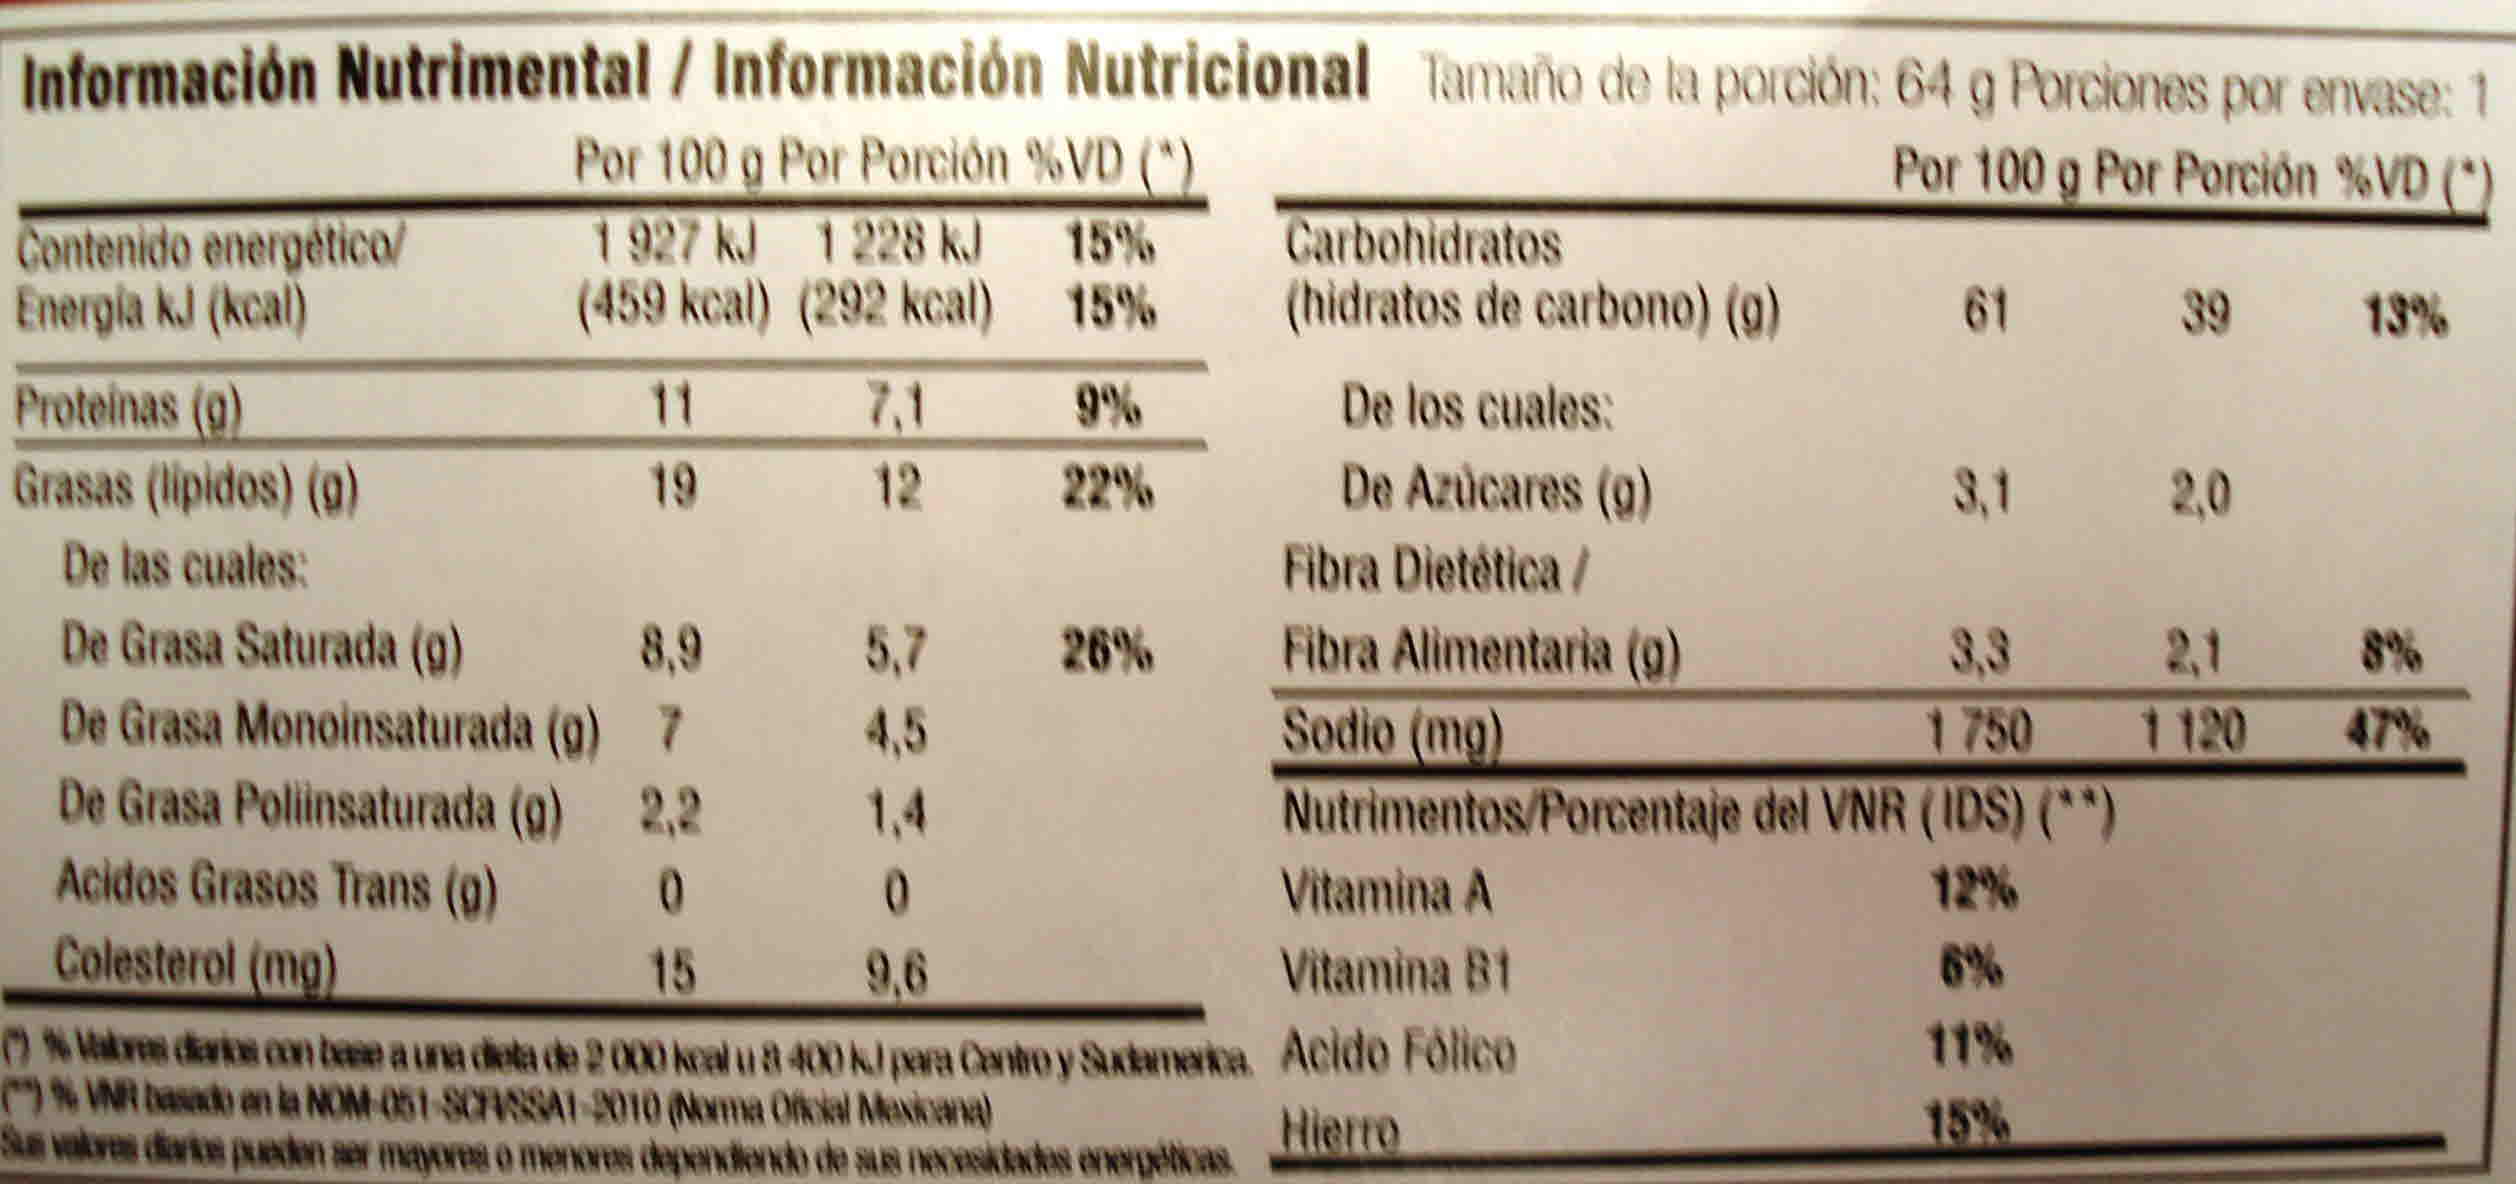 Información Nutrimental / Información Nutricional Tamaño de la porción: 64 g Porciones por envase: 1
Por 100 g Por Porción %VD (*)
Contenido energético/ 1 927 kJ 1 228 kJ 15%
Energía kJ (kcal) (459 kcal) (292 kcal) 15%
Proteínas (g) 11 7,1 9%
Grasas (lípidos) (g) 19 12 22%
De las cuales:
De Grasa Saturada (g) 8,9 5,7 26%
De Grasa Monoinsaturada (g) 7 4,5
De Grasa Poliinsaturada (g) 2,2 1,4
Acidos Grasos Trans (g) 0 0
Colesterol (mg) 15 9,6
(*) % Valores diarios con base a una dieta de 2 000 kcal u 8 400 kJ para Centro y Sudamerica.
(**) % VNR basado en la NOM-051-SCFI/SSA1-2010 (Norma Oficial Mexicana)
Sus valores diarios pueden ser mayores o menores dependiendo de sus necesidades energéticas.
Por 100 g Por Porción %VD (*)
Carbohidratos
(hidratos de carbono) (g) 61 39 13%
De los cuales:
De Azúcares (g) 3,1 2,0
Fibra Dietética /
Fibra Alimentaria (g) 3,3 2,1 8%
Sodio (mg) 1 750 1 120 47%
Nutrimentos/Porcentaje del VNR (IDS) (**)
Vitamina A 12%
Vitamina B1 6%
Acido Fólico 11%
Hierro 15%